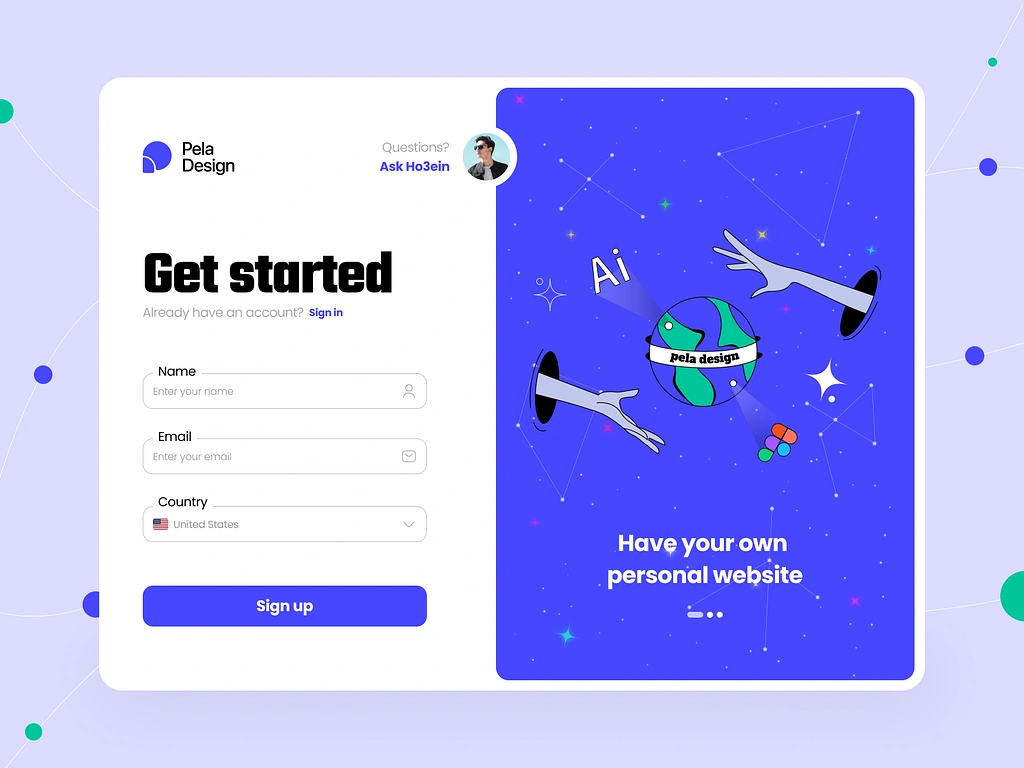 Pela
Design
Questions?
Ask Ho3ein
Get started
Already have an account? Sign in
Name
Enter your name
Email
Enter your email
Country
United States
Sign up
Ai
pela design
Have your own
personal website